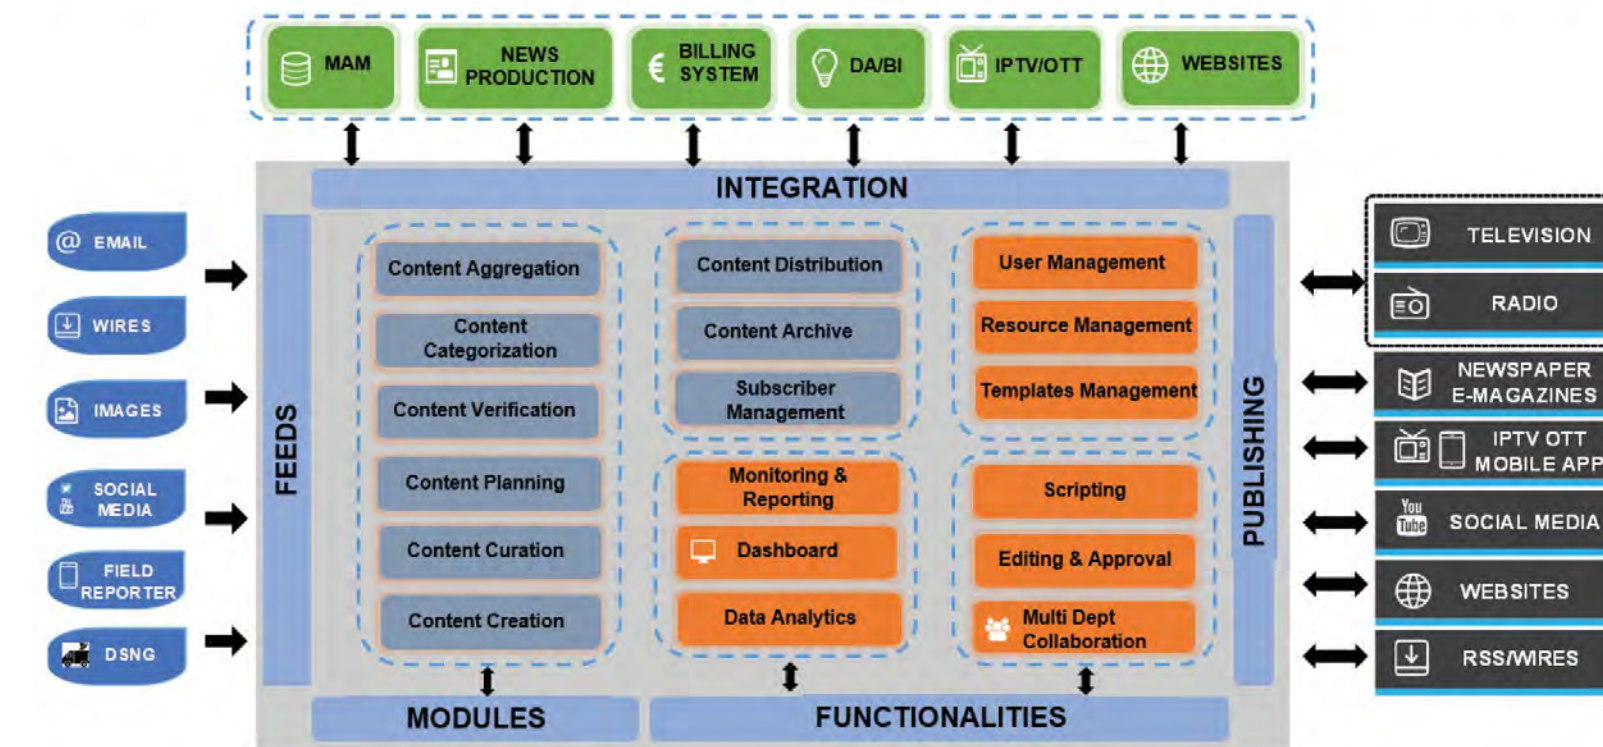 MAM
NEWS
PRODUCTION
€
BILLING
SYSTEM
DA/BI
IPTV/OTT
WEBSITES
INTEGRATION
@ EMAIL
WIRES
IMAGES
SOCIAL
MEDIA
FIELD
REPORTER
DSNG
FEEDS
Content Aggregation
Content
Categorization
Content Verification
Content Planning
Content Curation
Content Creation
Content Distribution
Content Archive
Subscriber
Management
Monitoring &
Reporting
Dashboard
Data Analytics
User Management
Resource Management
Templates Management
Scripting
Editing & Approval
Multi Dept
Collaboration
PUBLISHING
TELEVISION
RADIO
NEWSPAPER
E-MAGAZINES
IPTV OTT
MOBILE APP
You
Tube
SOCIAL MEDIA
WEBSITES
RSS/WIRES
MODULES
FUNCTIONALITIES